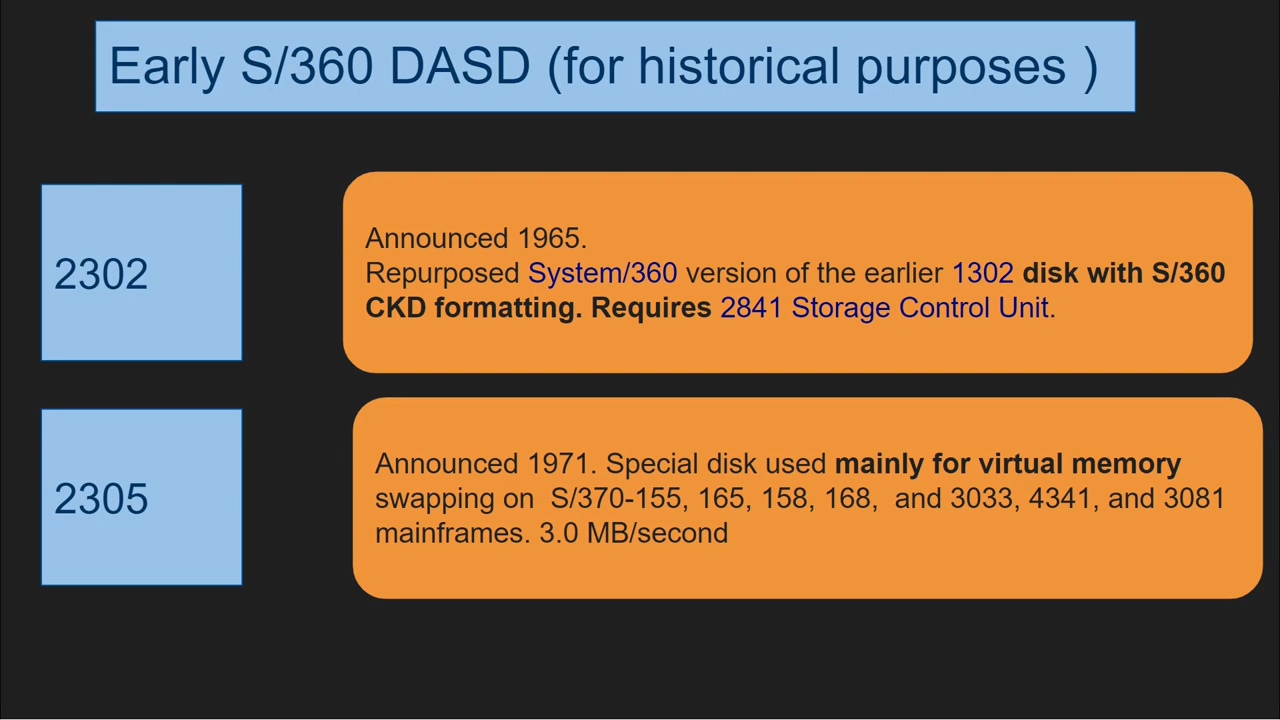 Early S/360 DASD (for historical purposes )
2302
Announced 1965.
Repurposed System/360 version of the earlier 1302 disk with S/360
CKD formatting. Requires 2841 Storage Control Unit.
2305
Announced 1971. Special disk used mainly for virtual memory
swapping on  S/370-155, 165, 158, 168,  and 3033, 4341, and 3081
mainframes. 3.0 MB/second